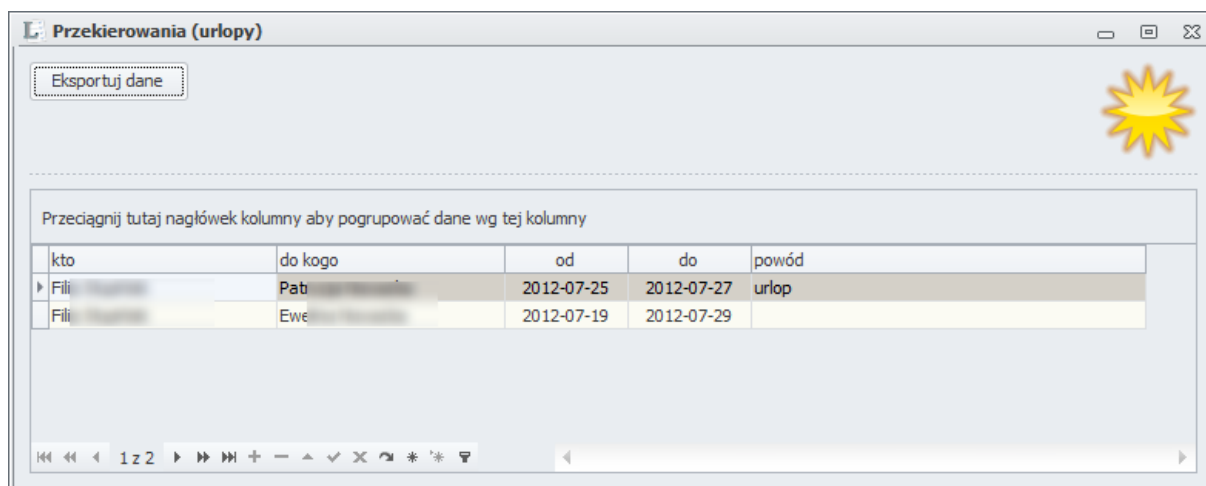 Przekierowania (urlopy)
Eksportuj dane
Przeciągnij tutaj nagłówek kolumny aby pogrupować dane wg tej kolumny
kto do kogo od do powód
2012-07-25 2012-07-27 urlop
2012-07-19 2012-07-29
1 z 2